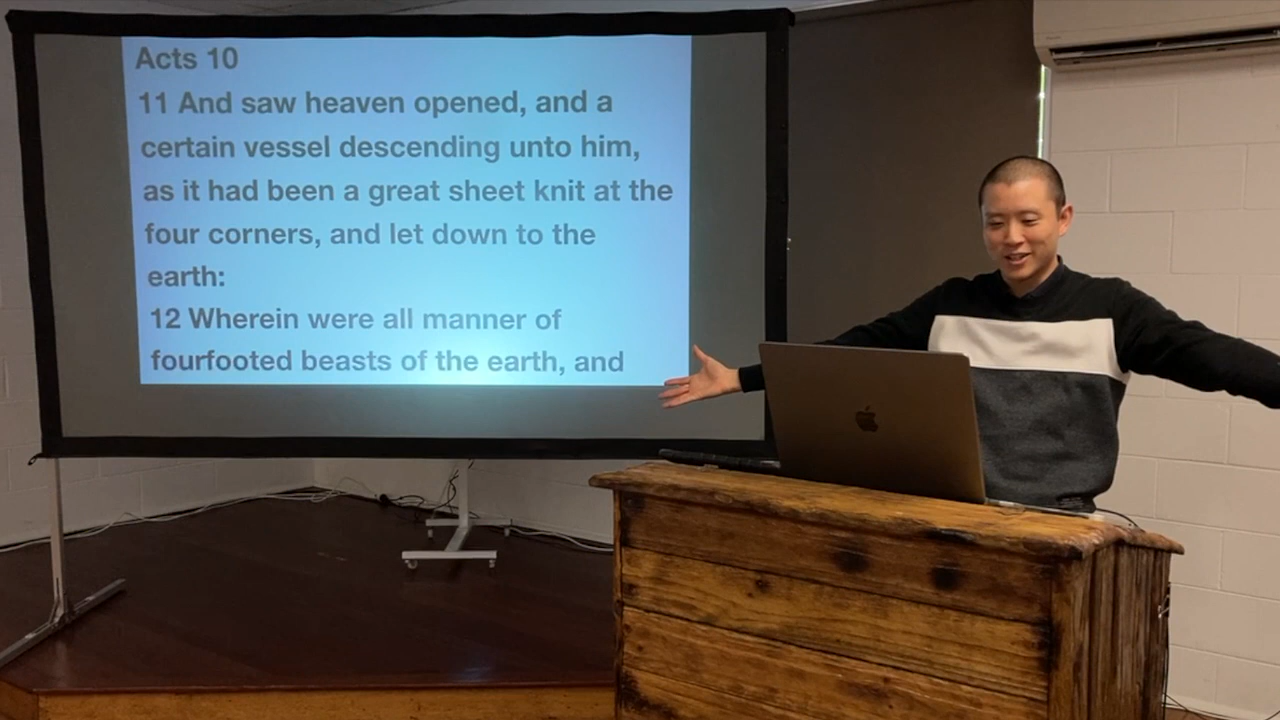 Acts 10
11 And saw heaven opened, and a
certain vessel descending unto him,
as it had been a great sheet knit at the
four corners, and let down to the
earth:
12 Wherein were all manner of
fourfooted beasts of the earth, and